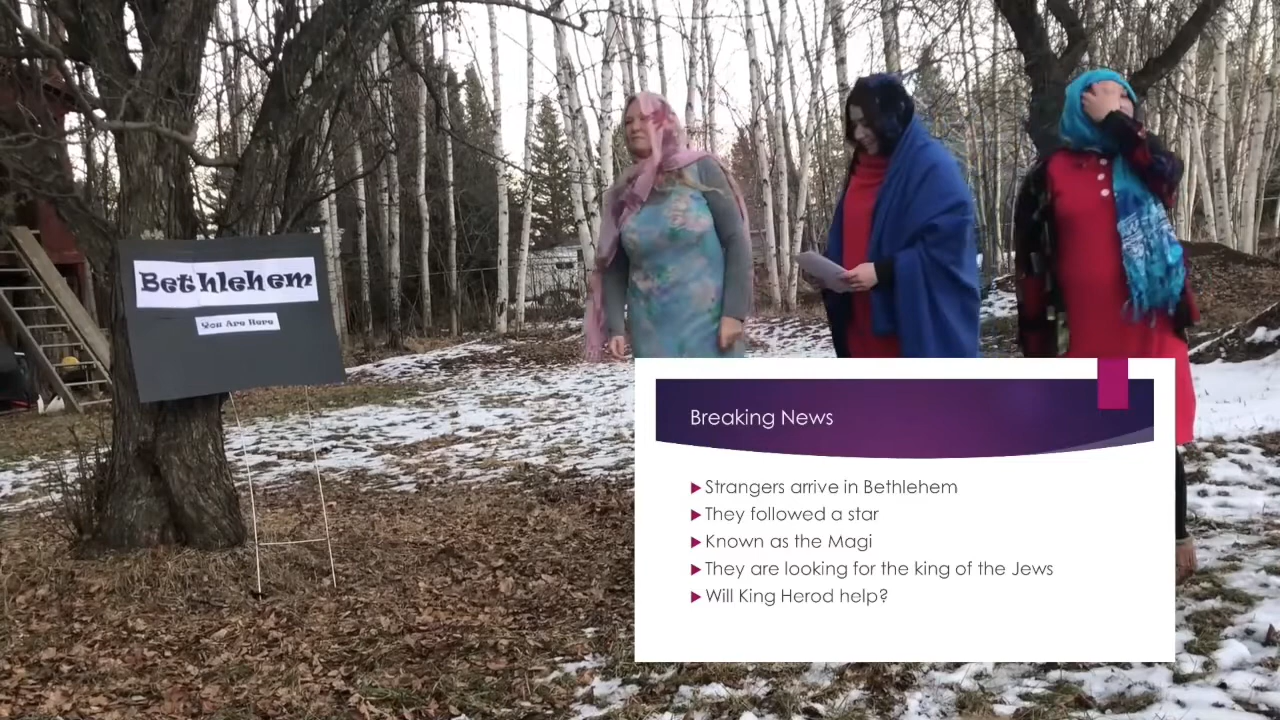 Bethlehem
You Are Here
Breaking News
Strangers arrive in Bethlehem
They followed a star
Known as the Magi
They are looking for the king of the Jews
Will King Herod help?